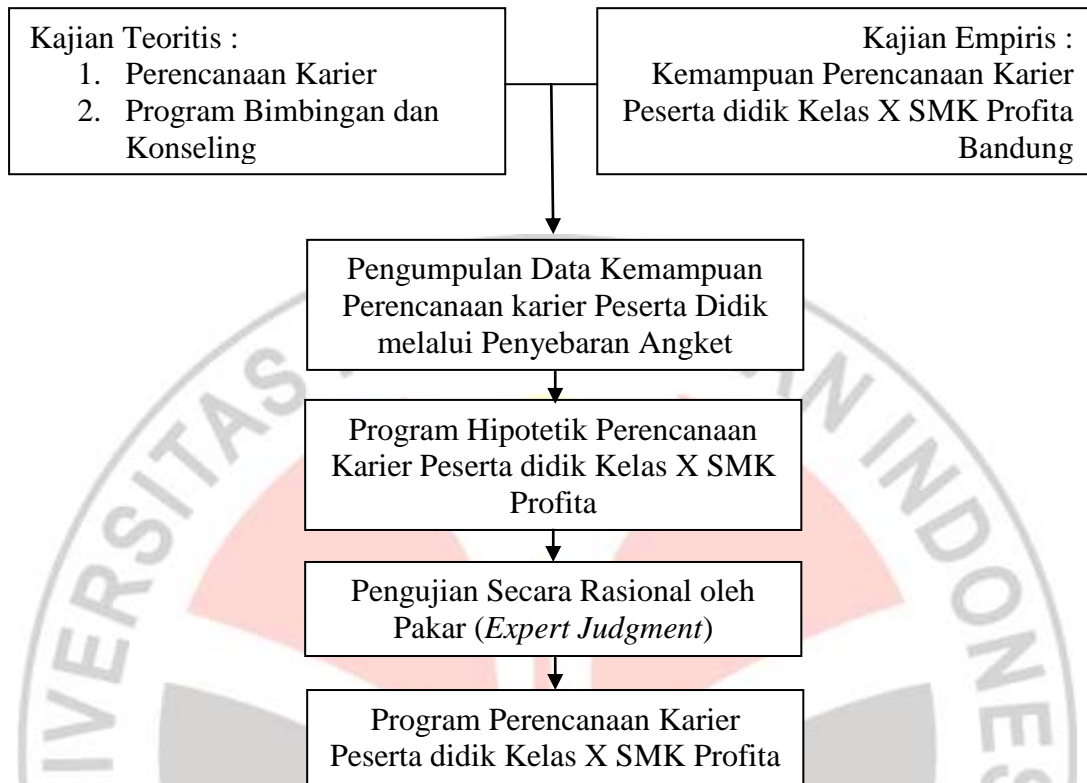 Kajian Teoritis :
1. Perencanaan Karier
2. Program Bimbingan dan
Konseling
Kajian Empiris :
Kemampuan Perencanaan Karier
Peserta didik Kelas X SMK Profita
Bandung
Pengumpulan Data Kemampuan
Perencanaan karier Peserta Didik
melalui Penyebaran Angket
Program Hipotetik Perencanaan
Karier Peserta didik Kelas X SMK
Profita
Pengujian Secara Rasional oleh
Pakar (Expert Judgment)
Program Perencanaan Karier
Peserta didik Kelas X SMK Profita